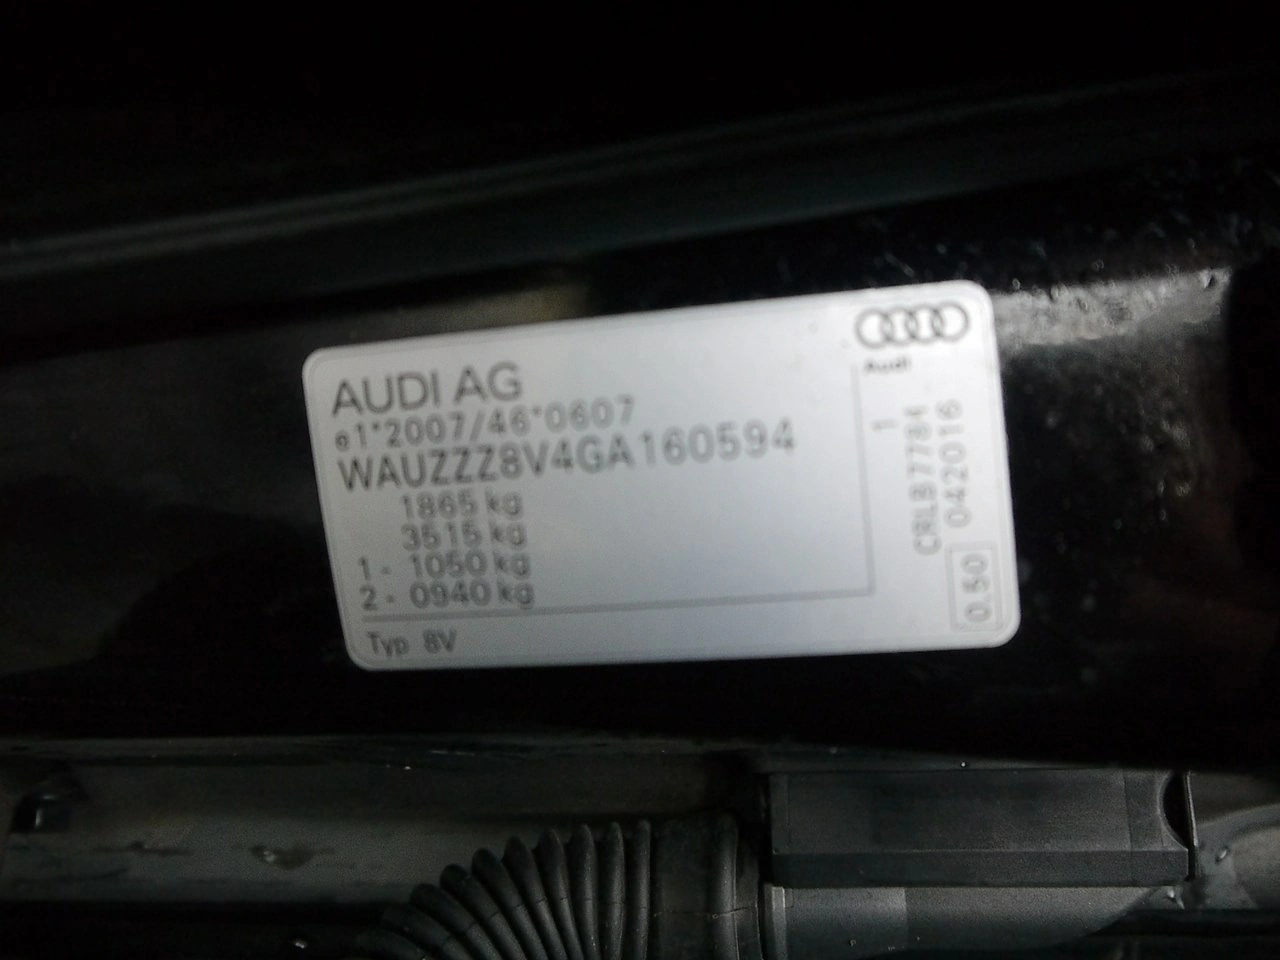 AUDI AG
e1*2007/46*0607
WAUZZZ8V4GA160594
1865 kg
3515 kg
1 - 1050 kg
2 - 0940 kg
Typ 8V
Audi
1
CRLB7784
042016
0.50